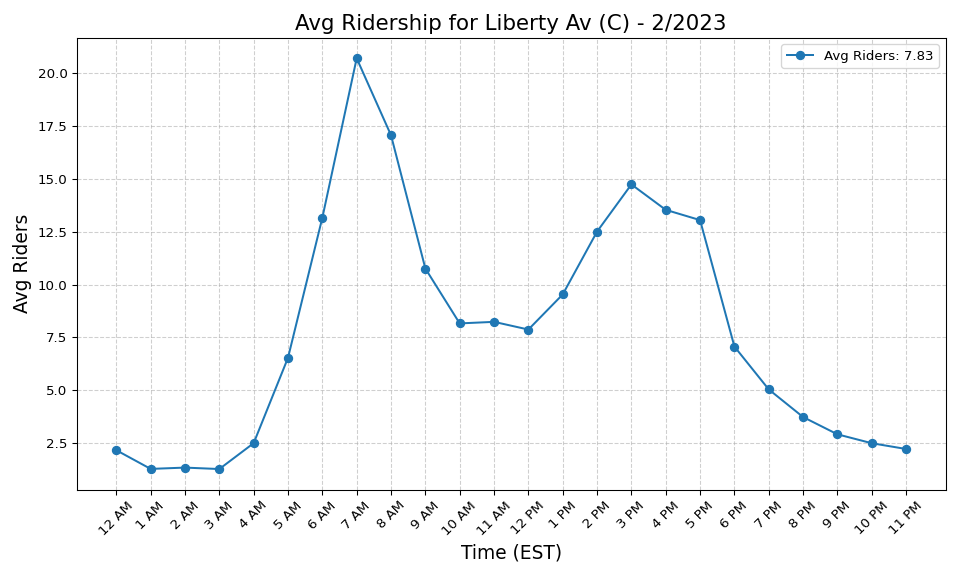 Avg Ridership for Liberty Av (C) - 2/2023
Avg Riders: 7.83
Avg Riders
20.0
17.5
15.0
12.5
10.0
7.5
5.0
2.5
12 AM
1 AM
2 AM
3 AM
4 AM
5 AM
6 AM
7 AM
8 AM
9 AM
10 AM
11 AM
12 PM
1 PM
2 PM
3 PM
4 PM
5 PM
6 PM
7 PM
8 PM
9 PM
10 PM
11 PM
Time (EST)